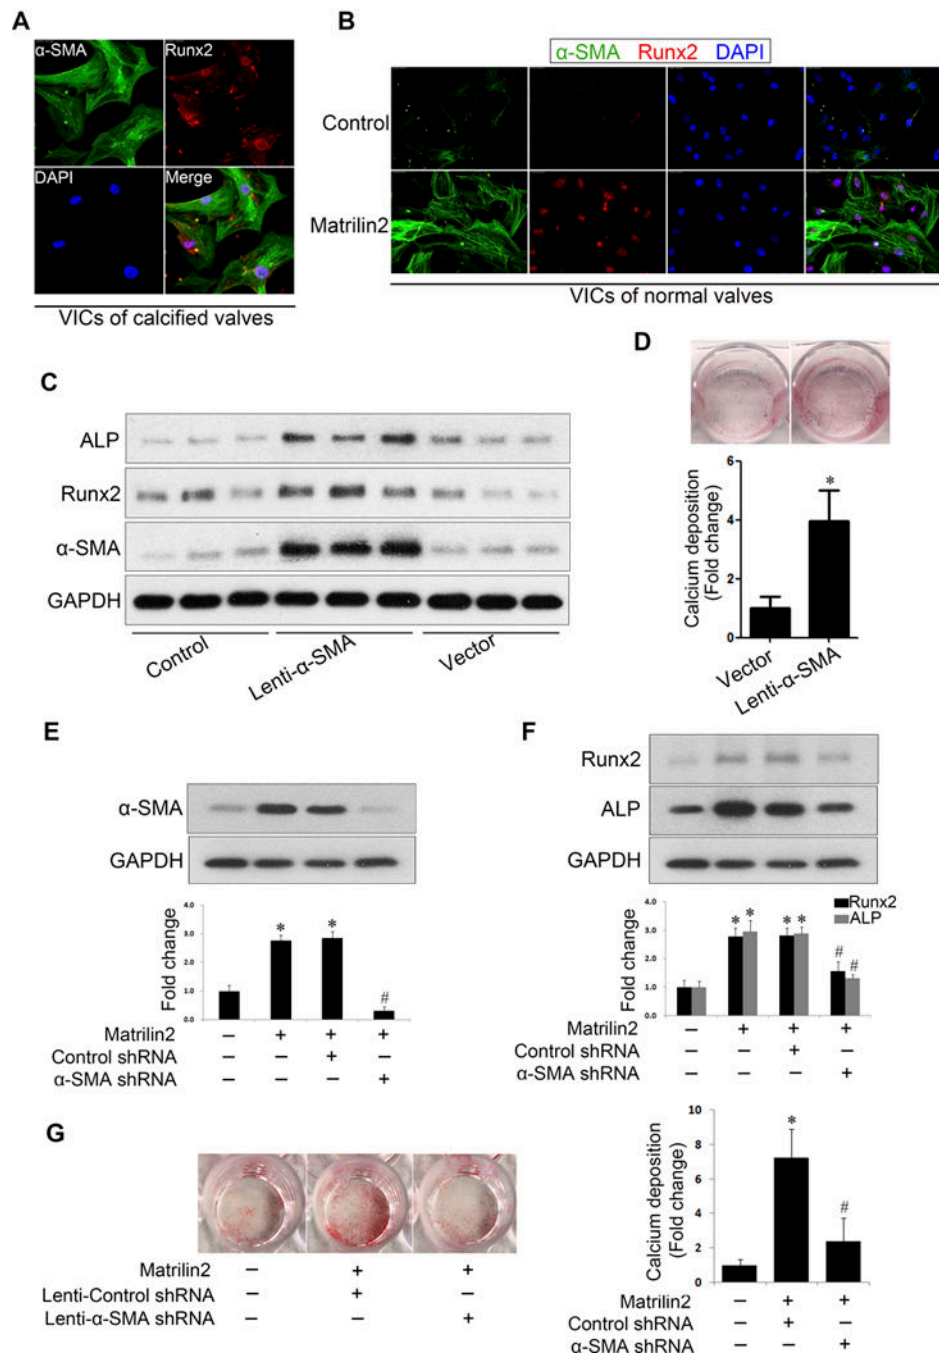 A
α-SMA
Runx2
DAPI
Merge
VICs of calcified valves
B
α-SMA Runx2 DAPI
Control
Matrilin2
VICs of normal valves
C
ALP
Runx2
α-SMA
GAPDH
Control
Lenti-α-SMA
Vector
D
Calcium deposition
(Fold change)
6
4
2
0
*
Vector
Lenti-α-SMA
E
α-SMA
GAPDH
Fold change
4.0
3.0
2.0
1.0
0.0
* * #
Matrilin2 – + + +
Control shRNA – – + –
α-SMA shRNA – – – +
F
Runx2
ALP
GAPDH
Runx2
ALP
Fold change
4.0
3.0
2.0
1.0
0.0
* * * * # #
Matrilin2 – + + +
Control shRNA – – + –
α-SMA shRNA – – – +
G
Matrilin2 – + +
Lenti-Control shRNA – + –
Lenti-α-SMA shRNA – – +
Calcium deposition
(Fold change)
10
8
6
4
2
0
* #
Matrilin2 – + +
Control shRNA – + –
α-SMA shRNA – – +